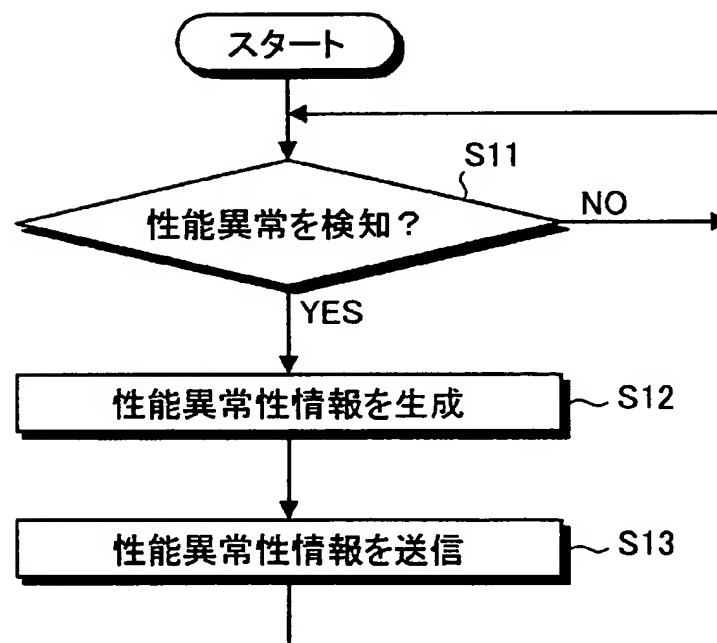 スタート
S11
性能異常を検知？
NO
YES
性能異常性情報を生成
S12
性能異常性情報を送信
S13